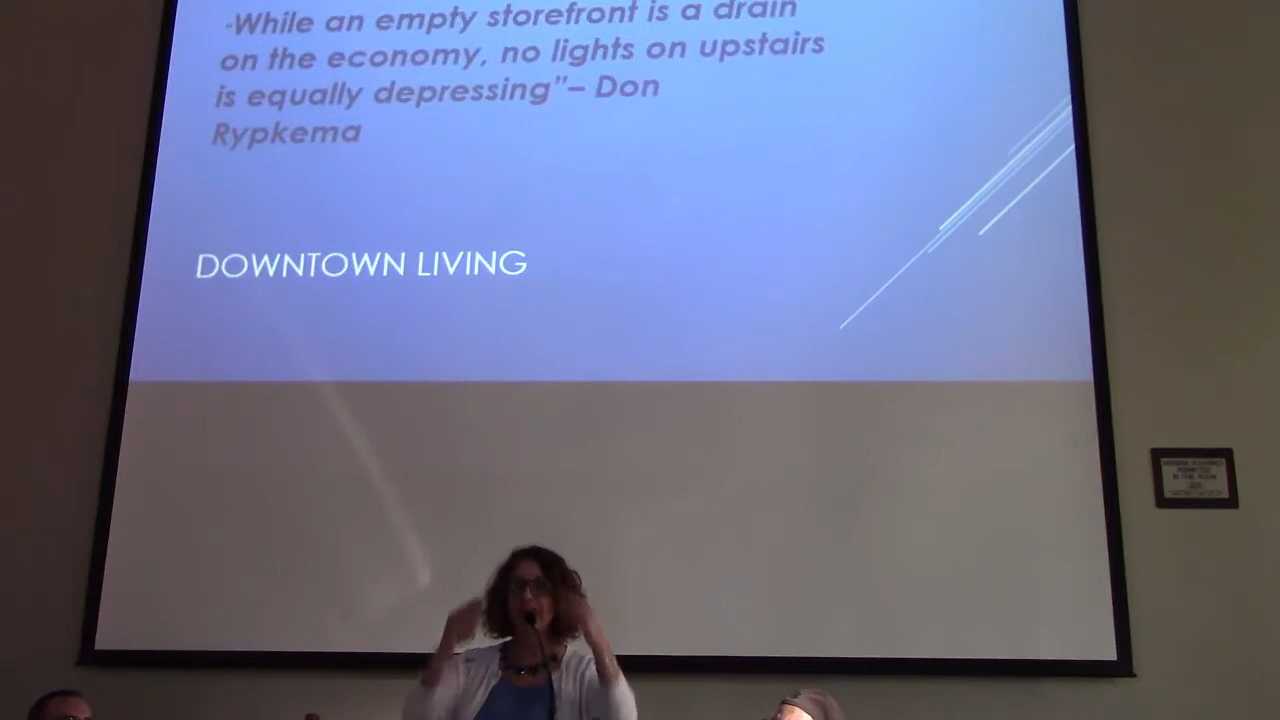 -While an empty storefront is a drain
on the economy, no lights on upstairs
is equally depressing"– Don
Rypkema
DOWNTOWN LIVING